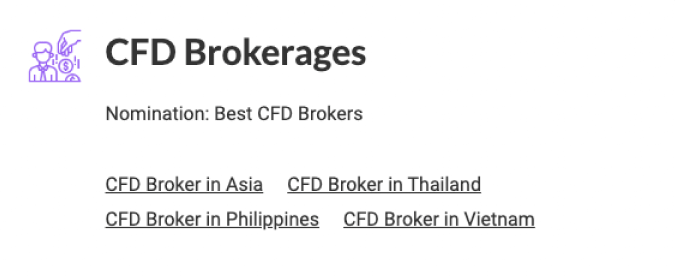 CFD Brokerages
Nomination: Best CFD Brokers
CFD Broker in Asia CFD Broker in Thailand
CFD Broker in Philippines CFD Broker in Vietnam